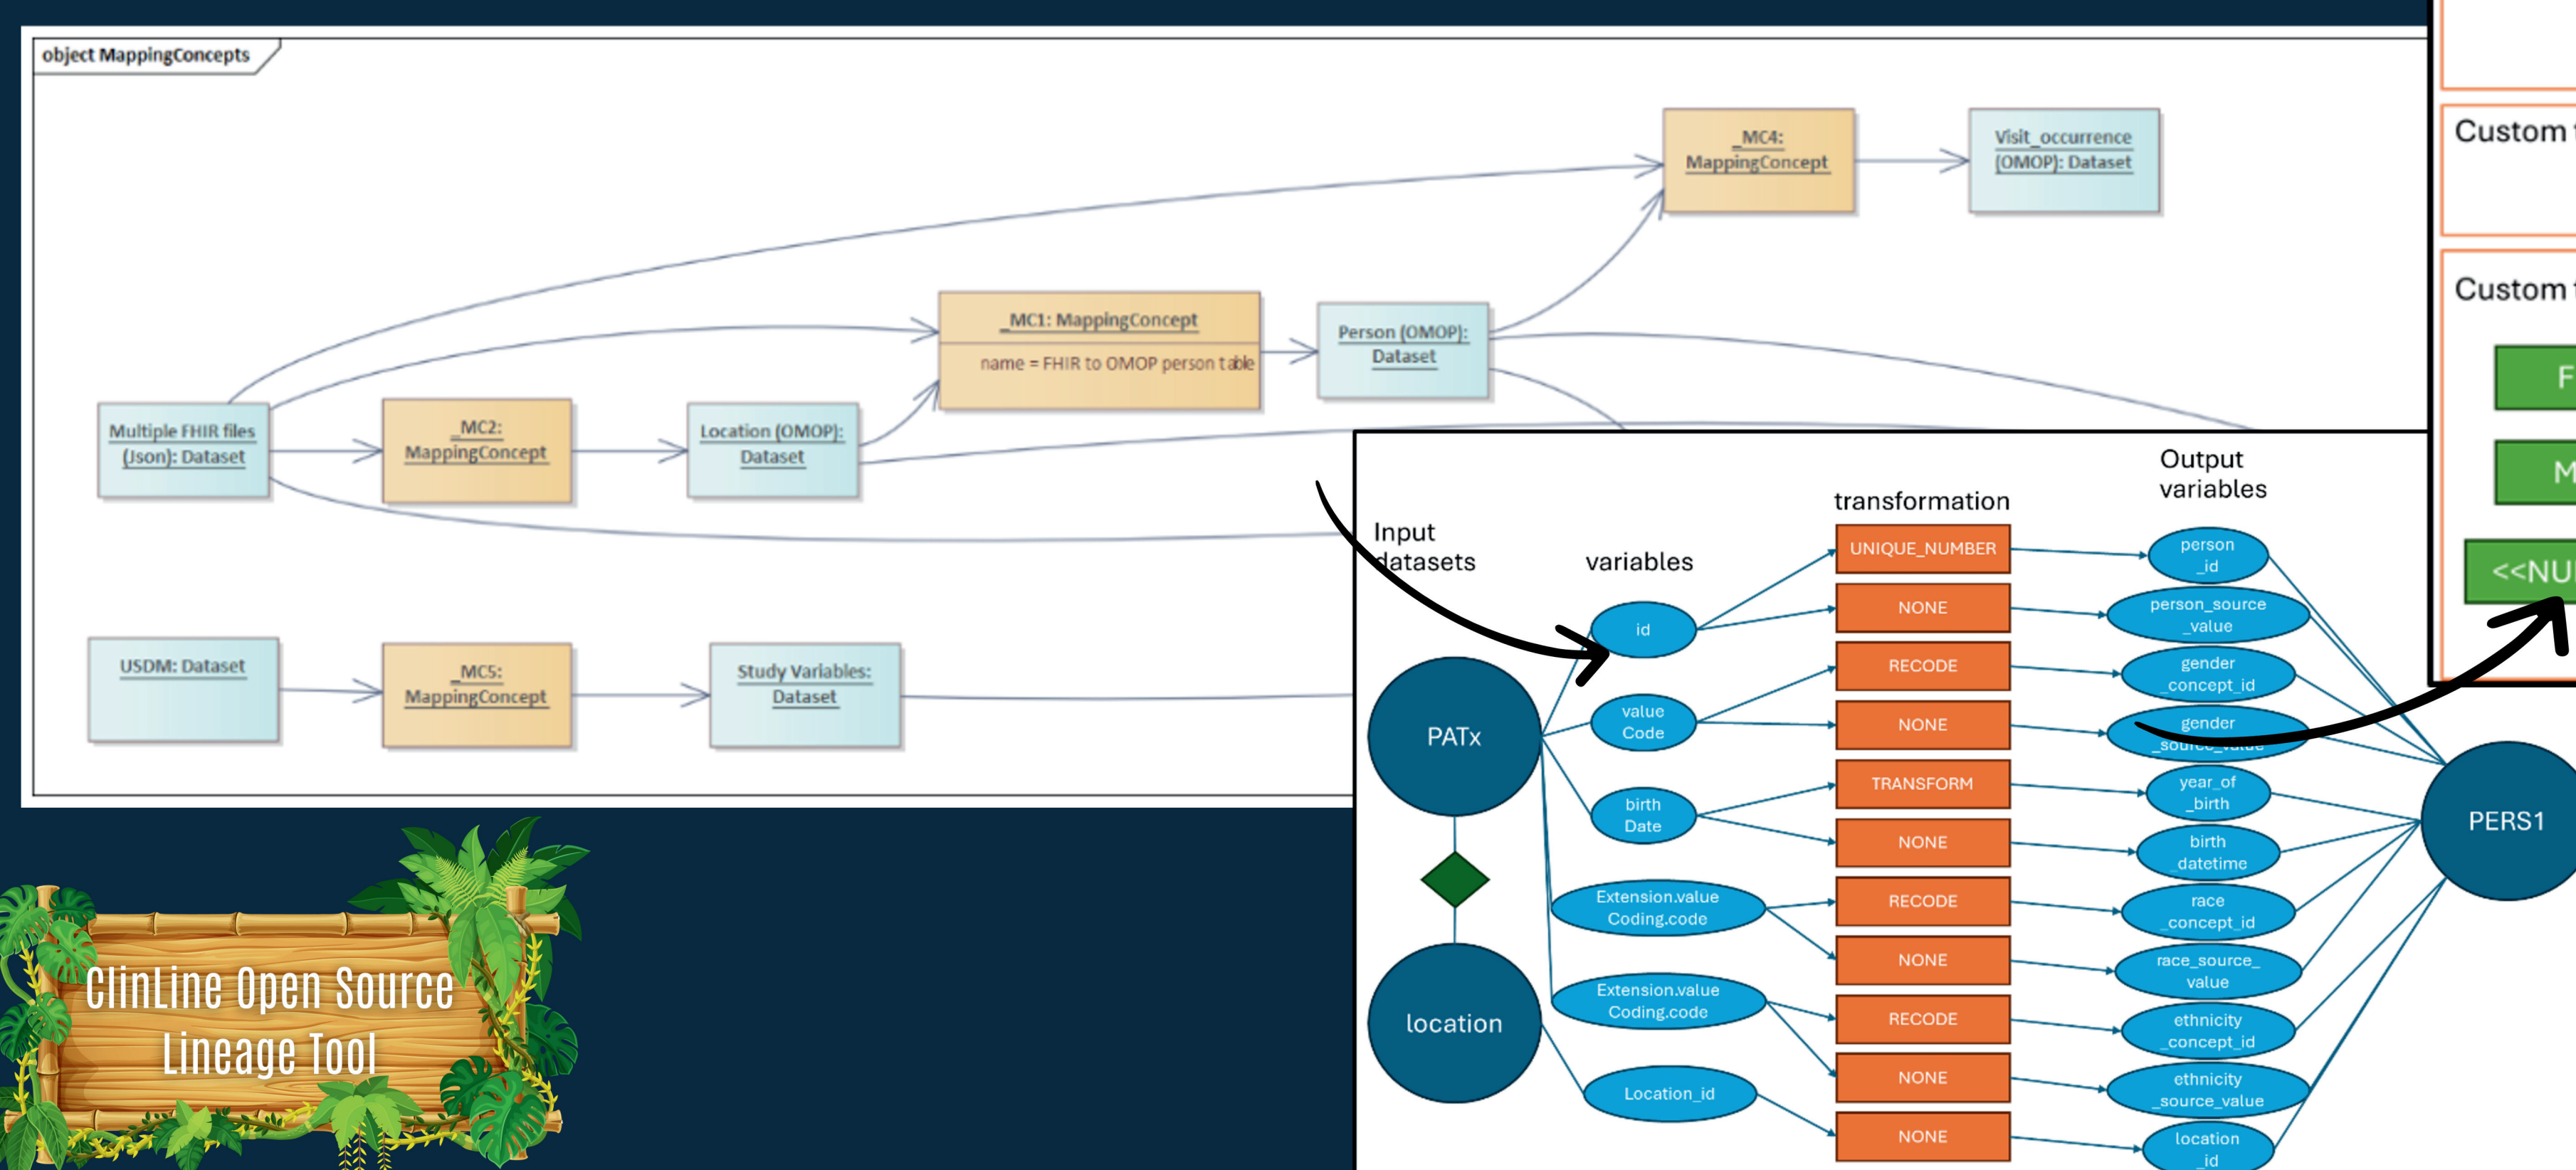 object MappingConcepts
_MC4:
MappingConcept
Visit_occurrence
(OMOP): Dataset
_MC1: MappingConcept
name = FHIR to OMOP person table
Person (OMOP):
Dataset
Multiple FHIR files
(Json): Dataset
_MC2:
MappingConcept
Location (OMOP):
Dataset
USDM: Dataset
_MC5:
MappingConcept
Study Variables:
Dataset
Custom
Custom
F
M
<<NU
Input
datasets
variables
transformation
Output
variables
PATx
location
id
value
Code
birth
Date
Extension.value
Coding.code
Extension.value
Coding.code
Location_id
UNIQUE_NUMBER
NONE
RECODE
NONE
TRANSFORM
NONE
RECODE
NONE
RECODE
NONE
NONE
person
_id
person_source
_value
gender
_concept_id
gender
_source_value
year_of
_birth
birth
datetime
race
_concept_id
race_source_
value
ethnicity
_concept_id
ethnicity
_source_value
location
_id
PERS1
ClinLine Open Source
Lineage Tool